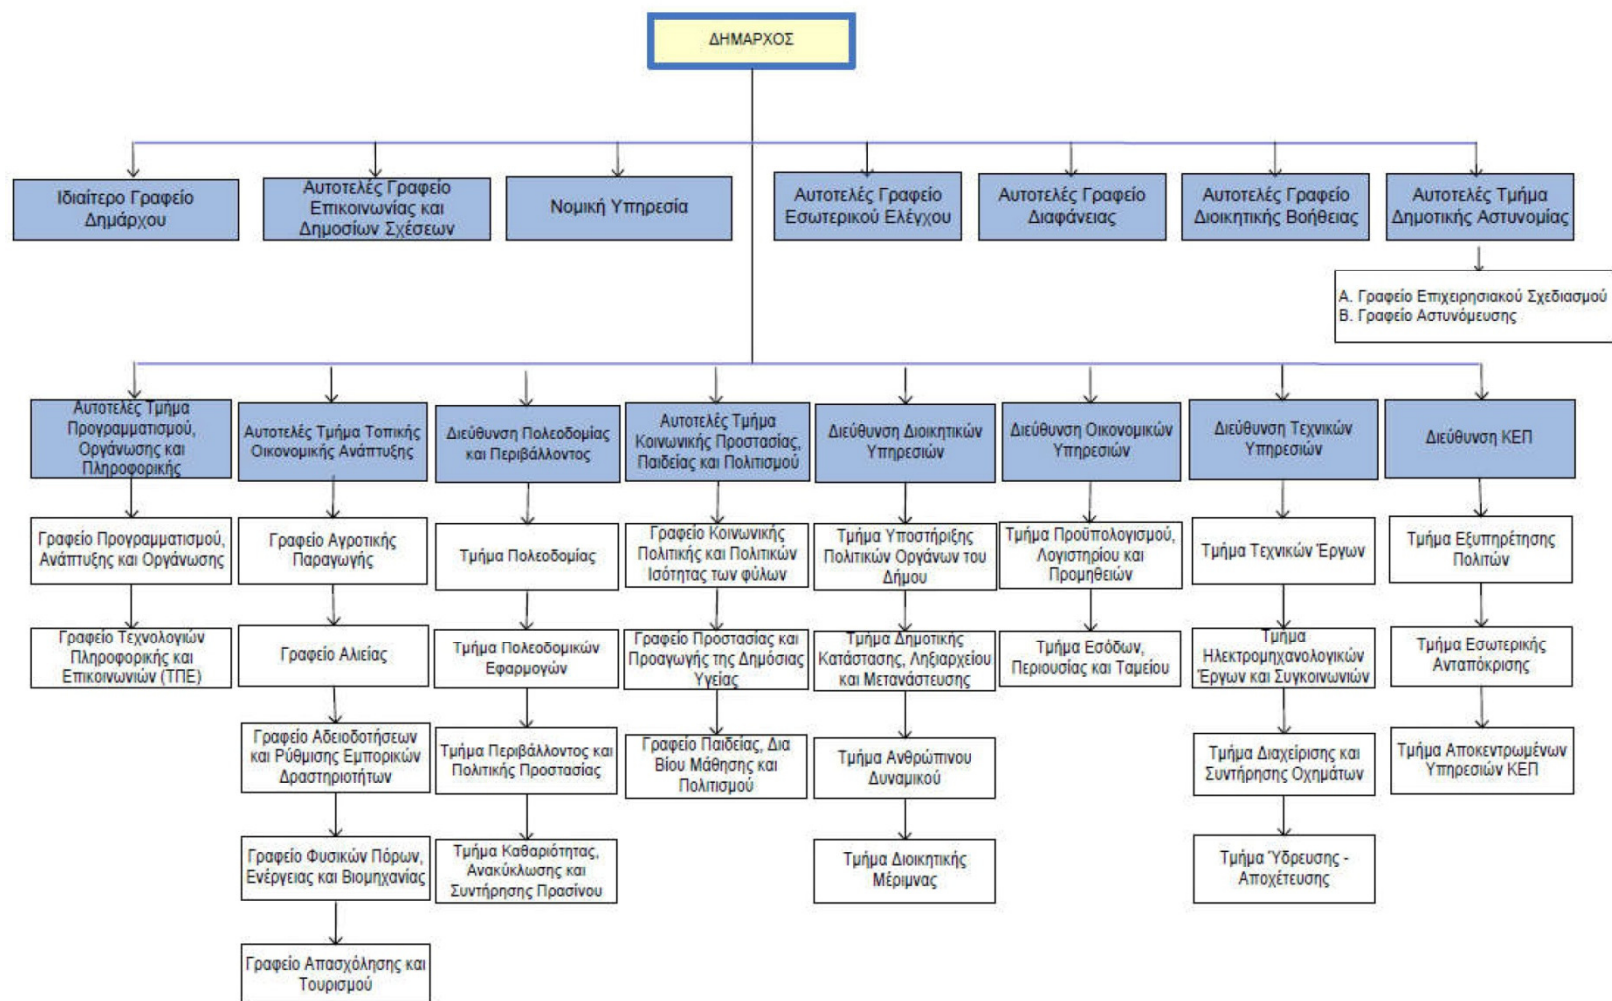 ΔΗΜΑΡΧΟΣ
Ιδιαίτερο Γραφείο
Δημάρχου
Αυτοτελές Γραφείο
Επικοινωνίας και
Δημοσίων Σχέσεων
Νομική Υπηρεσία
Αυτοτελές Γραφείο
Εσωτερικού Ελέγχου
Αυτοτελές Γραφείο
Διαφάνειας
Αυτοτελές Γραφείο
Διοικητικής Βοήθειας
Αυτοτελές Τμήμα
Δημοτικής Αστυνομίας
Α. Γραφείο Επιχειρησιακού Σχεδιασμού
Β. Γραφείο Αστυνόμευσης
Αυτοτελές Τμήμα
Προγραμματισμού,
Οργάνωσης και
Πληροφορικής
Αυτοτελές Τμήμα Τοπικής
Οικονομικής Ανάπτυξης
Διεύθυνση Πολεοδομίας
και Περιβάλλοντος
Αυτοτελές Τμήμα
Κοινωνικής Προστασίας,
Παιδείας και Πολιτισμού
Διεύθυνση Διοικητικών
Υπηρεσιών
Διεύθυνση Οικονομικών
Υπηρεσιών
Διεύθυνση Τεχνικών
Υπηρεσιών
Διεύθυνση ΚΕΠ
Γραφείο Προγραμματισμού,
Ανάπτυξης και Οργάνωσης
Γραφείο Αγροτικής
Παραγωγής
Τμήμα Πολεοδομίας
Γραφείο Κοινωνικής
Πολιτικής και Πολιτικών
Ισότητας των φύλων
Τμήμα Υποστήριξης
Πολιτικών Οργάνων του
Δήμου
Τμήμα Προϋπολογισμού,
Λογιστηρίου και
Προμηθειών
Τμήμα Τεχνικών Έργων
Τμήμα Εξυπηρέτησης
Πολιτών
Γραφείο Τεχνολογιών
Πληροφορικής και
Επικοινωνιών (ΤΠΕ)
Γραφείο Αλιείας
Τμήμα Πολεοδομικών
Εφαρμογών
Γραφείο Προστασίας και
Προαγωγής της Δημόσιας
Υγείας
Τμήμα Δημοτικής
Κατάστασης, Ληξιαρχείου
και Μετανάστευσης
Τμήμα Εσόδων,
Περιουσίας και Ταμείου
Τμήμα
Ηλεκτρομηχανολογικών
Έργων και Συγκοινωνιών
Τμήμα Εσωτερικής
Ανταπόκρισης
Γραφείο Αδειοδοτήσεων
και Ρύθμισης Εμπορικών
Δραστηριοτήτων
Τμήμα Περιβάλλοντος και
Πολιτικής Προστασίας
Γραφείο Παιδείας, Δια
Βίου Μάθησης και
Πολιτισμού
Τμήμα Ανθρώπινου
Δυναμικού
Τμήμα Διαχείρισης και
Συντήρησης Οχημάτων
Τμήμα Αποκεντρωμένων
Υπηρεσιών ΚΕΠ
Γραφείο Φυσικών Πόρων,
Ενέργειας και Βιομηχανίας
Τμήμα Καθαριότητας,
Ανακύκλωσης και
Συντήρησης Πρασίνου
Τμήμα Διοικητικής
Μέριμνας
Τμήμα Ύδρευσης -
Αποχέτευσης
Γραφείο Απασχόλησης και
Τουρισμού